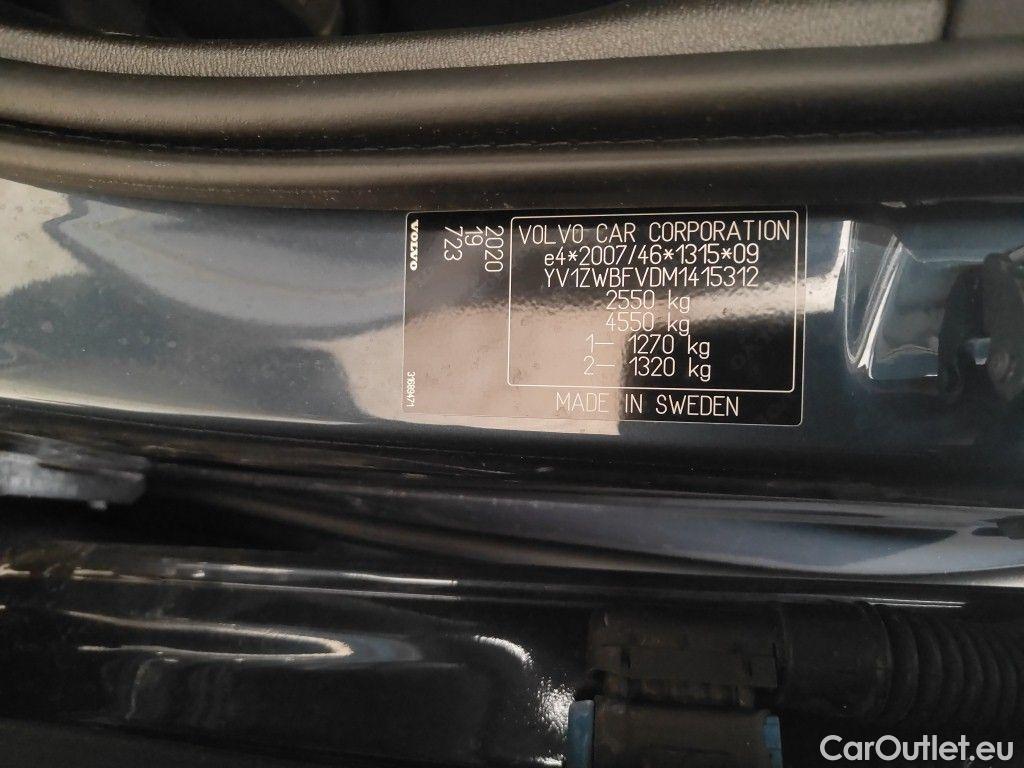 VOLVO CAR CORPORATION
e4*2007/46*1315*09
YV1ZWBFVDM1415312
2550 kg
4550 kg
1— 1270 kg
2— 1320 kg
MADE IN SWEDEN
2020
19
723
VOLVO
31689471
CarOutlet.eu